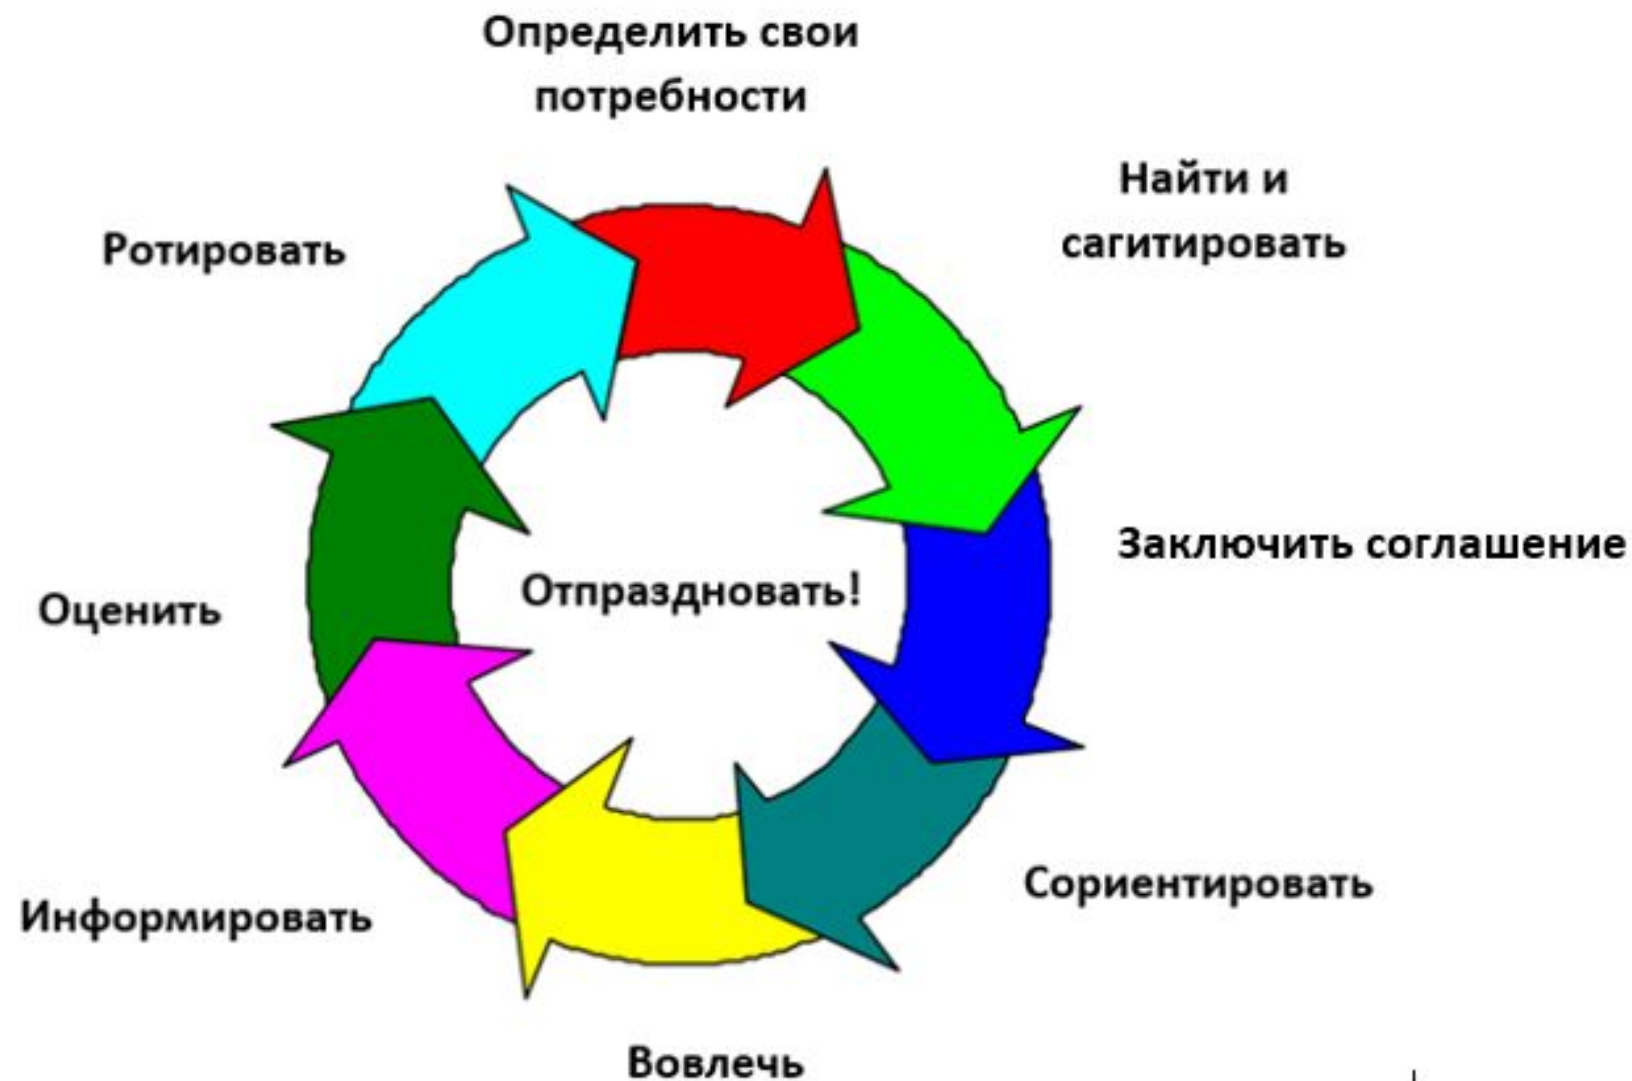 Определить свои
потребности
Найти и
сагитировать
Заключить соглашение
Сориентировать
Вовлечь
Информировать
Оценить
Ротировать
Отпраздновать!